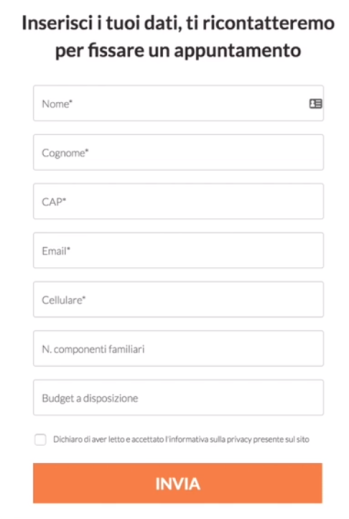 Inserisci i tuoi dati, ti ricontatteremo
per fissare un appuntamento
Nome*
Cognome*
CAP*
Email*
Cellulare*
N. componenti familiari
Budget a disposizione
Dichiaro di aver letto e accettato l'informativa sulla privacy presente sul sito
INVIA